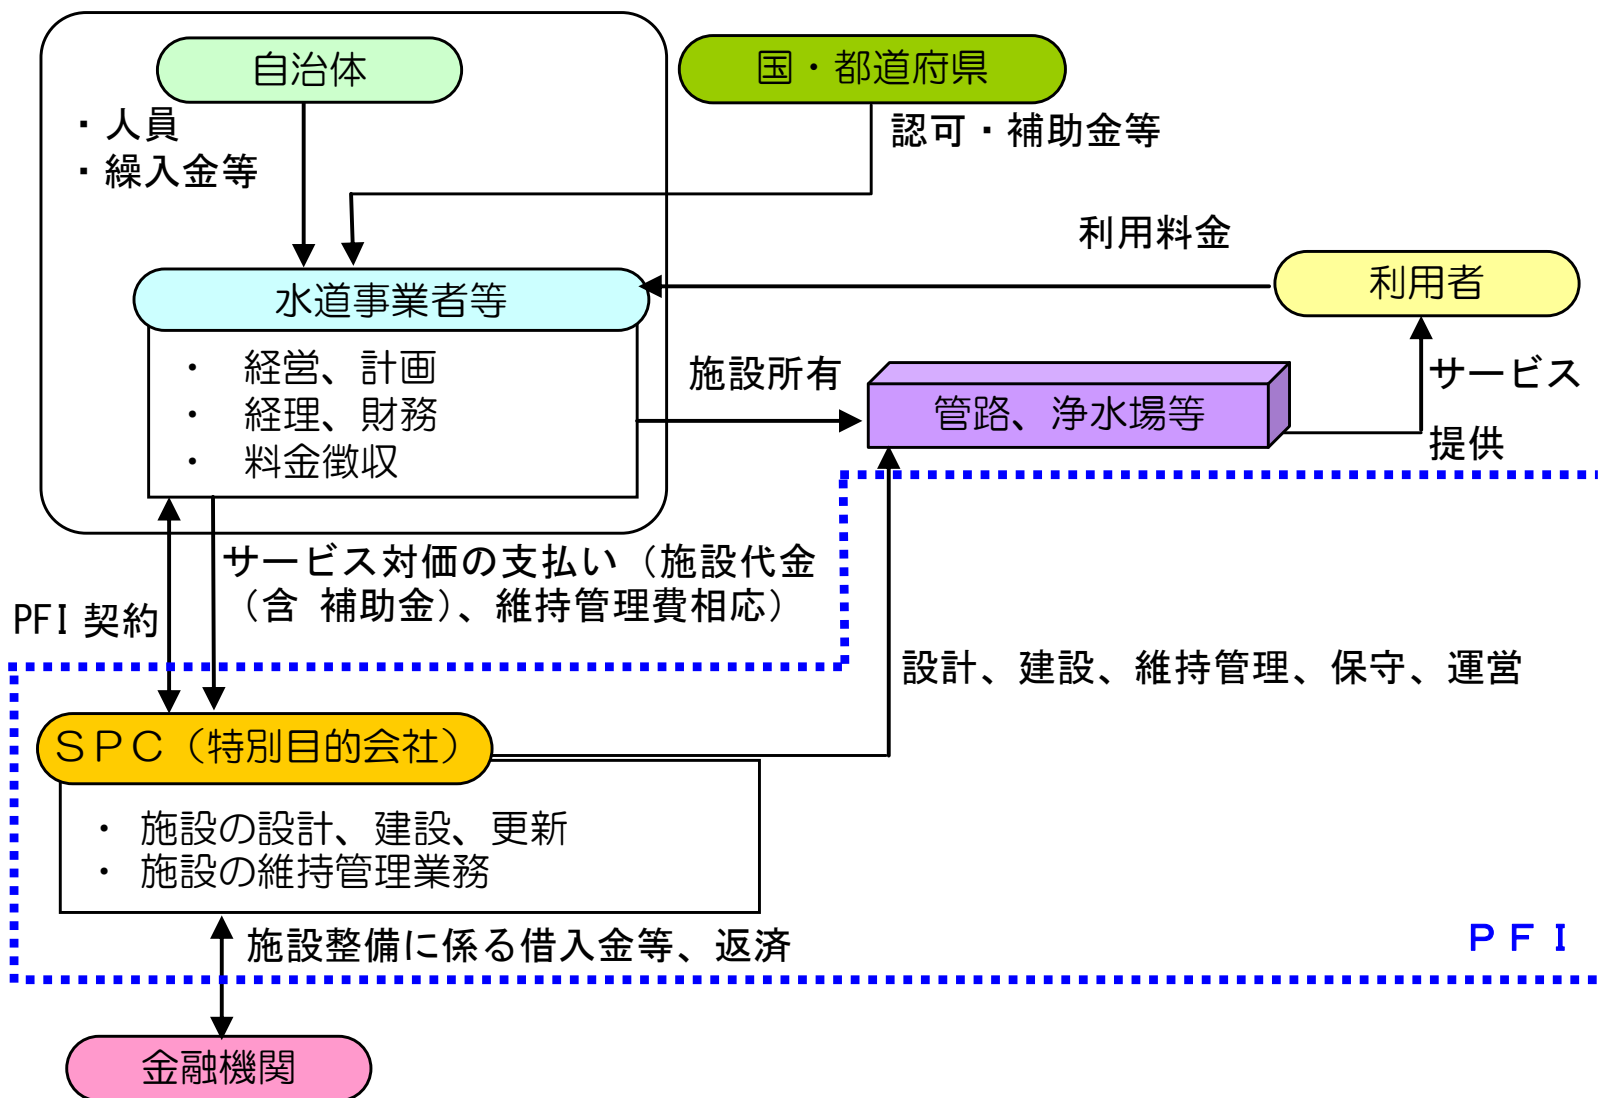 自治体
国・都道府県
・人員
・繰入金等
認可・補助金等
利用料金
利用者
水道事業者等
・ 経営、計画
・ 経理、財務
・ 料金徴収
施設所有
管路、浄水場等
サービス
提供
サービス対価の支払い（施設代金
（含 補助金）、維持管理費相応）
PFI 契約
設計、建設、維持管理、保守、運営
ＳＰＣ（特別目的会社）
・ 施設の設計、建設、更新
・ 施設の維持管理業務
施設整備に係る借入金等、返済
ＰＦＩ
金融機関